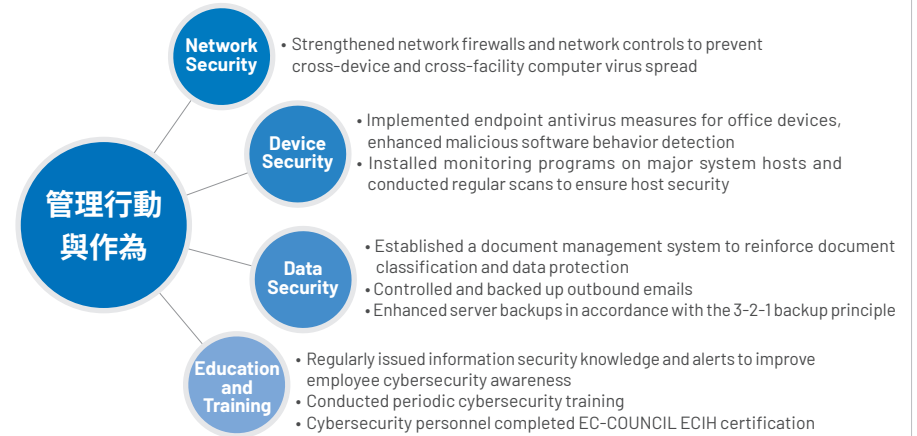 管理行動
與作為
Network
Security
• Strengthened network firewalls and network controls to prevent
cross-device and cross-facility computer virus spread
Device
Security
• Implemented endpoint antivirus measures for office devices,
enhanced malicious software behavior detection
• Installed monitoring programs on major system hosts and
conducted regular scans to ensure host security
Data
Security
• Established a document management system to reinforce document
classification and data protection
• Controlled and backed up outbound emails
• Enhanced server backups in accordance with the 3-2-1 backup principle
Education
and
Training
• Regularly issued information security knowledge and alerts to improve
employee cybersecurity awareness
• Conducted periodic cybersecurity training
• Cybersecurity personnel completed EC-COUNCIL ECIH certification